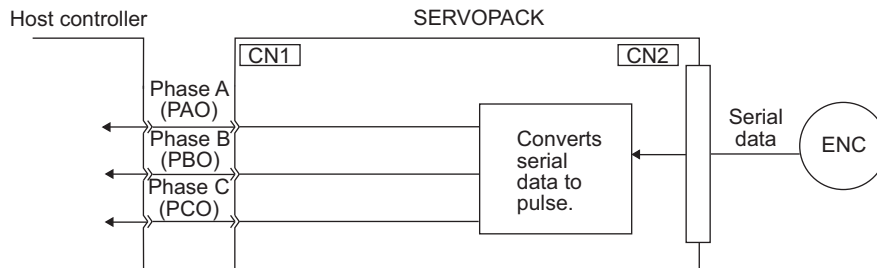 Host controller
SERVOPACK
CN1
CN2
Phase A
(PAO)
Phase B
(PBO)
Phase C
(PCO)
Converts
serial
data to
pulse.
Serial
data
ENC